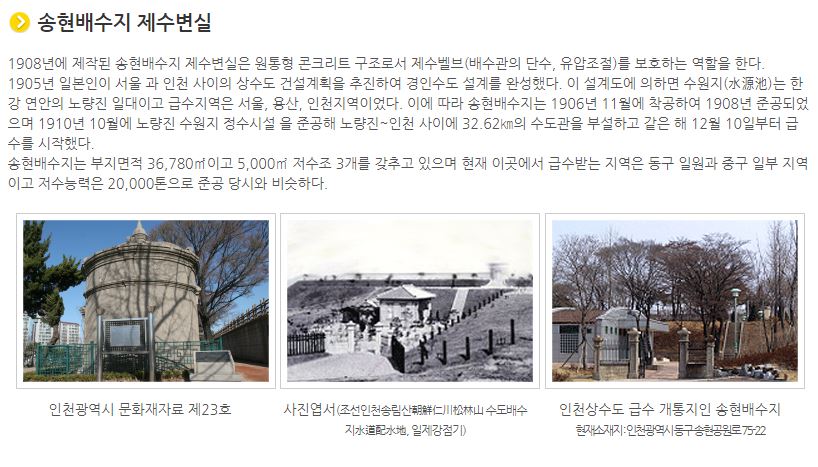 송현배수지 제수변실
1908년에 제작된 송현배수지 제수변실은 원통형 콘크리트 구조로서 제수벨브(배수관의 단수, 유압조절)를 보호하는 역할을 한다.
1905년 일본인이 서울 과 인천 사이의 상수도 건설계획을 추진하여 경인수도 설계를 완성했다. 이 설계도에 의하면 수원지(水源池)는 한
강 연안의 노량진 일대이고 급수지역은 서울, 용산, 인천지역이었다. 이에 따라 송현배수지는 1906년 11월에 착공하여 1908년 준공되었
으며 1910년 10월에 노량진 수원지 정수시설 을 준공해 노량진~인천 사이에 32.62㎞의 수도관을 부설하고 같은 해 12월 10일부터 급
수를 시작했다.
송현배수지는 부지면적 36,780㎡이고 5,000㎥ 저수조 3개를 갖추고 있으며 현재 이곳에서 급수받는 지역은 동구 일원과 중구 일부 지역
이고 저수능력은 20,000톤으로 준공 당시와 비슷하다.
인천광역시 문화재자료 제23호
사진엽서(조선인천송림산朝鮮仁川松林山 수도배수
지水道配水地, 일제강점기)
인천상수도 급수 개통지인 송현배수지
현재소재지:인천광역시동구송현공원로75-22